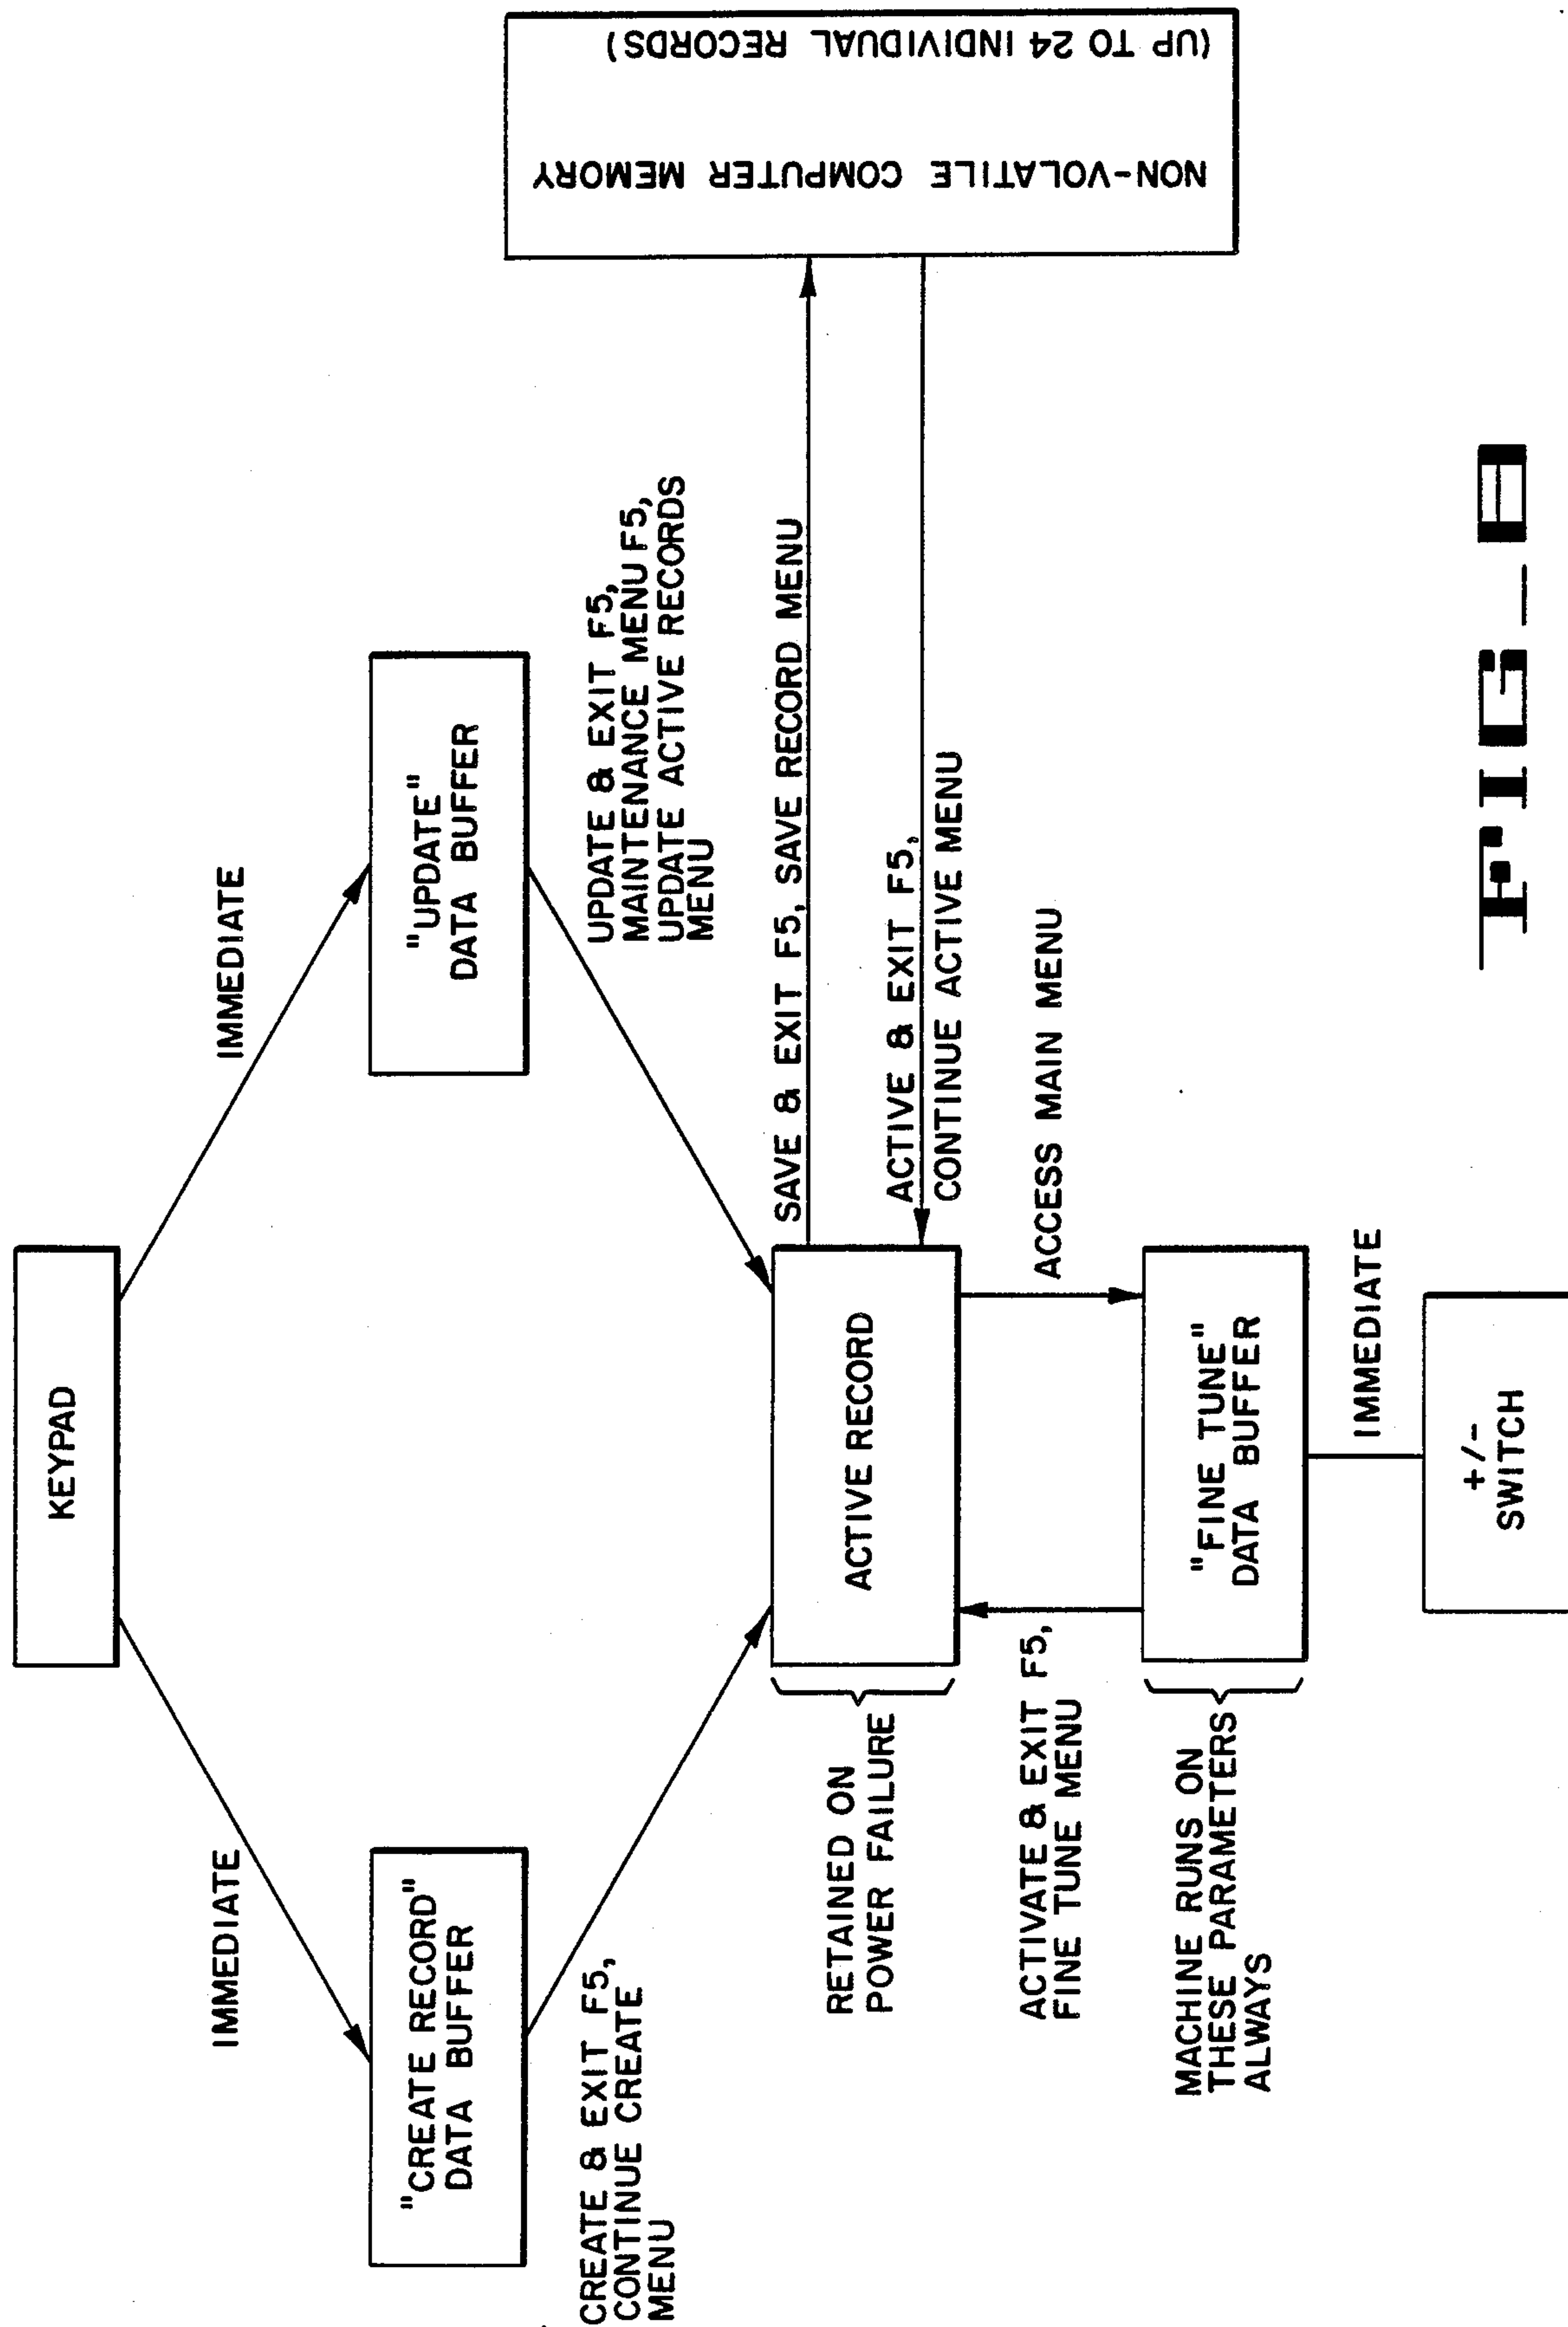 KEYPAD
IMMEDIATE
IMMEDIATE
"CREATE RECORD"
DATA BUFFER
"UPDATE"
DATA BUFFER
CREATE & EXIT F5,
CONTINUE CREATE
MENU
UPDATE & EXIT F5,
MAINTENANCE MENU F5,
UPDATE ACTIVE RECORDS
MENU
RETAINED ON
POWER FAILURE
ACTIVE RECORD
SAVE & EXIT F5, SAVE RECORD MENU
ACTIVE & EXIT F5,
CONTINUE ACTIVE MENU
NON-VOLATILE COMPUTER MEMORY
(UP TO 24 INDIVIDUAL RECORDS)
ACTIVATE & EXIT F5,
FINE TUNE MENU
ACCESS MAIN MENU
MACHINE RUNS ON
THESE PARAMETERS
ALWAYS
"FINE TUNE"
DATA BUFFER
IMMEDIATE
+/-
SWITCH